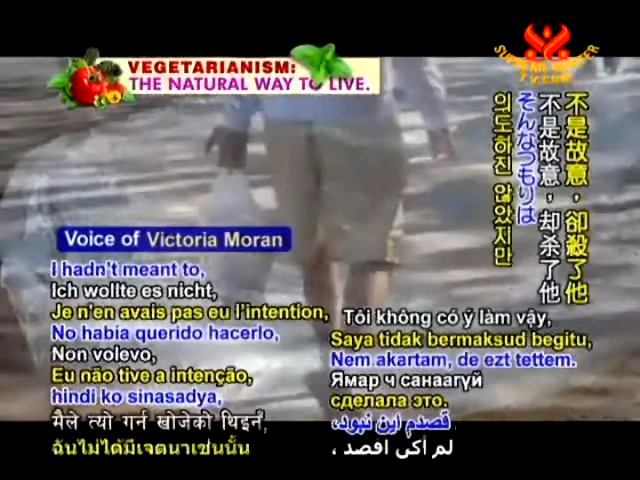 VEGETARIANISM:
THE NATURAL WAY TO LIVE.
SUPREME MASTER
不是故意，卻殺了他
不是故意，却杀了他
そんなつもりは
의도하진 않았지만
Voice of Victoria Moran
I hadn't meant to,
Ich wollte es nicht,
Je n'en avais pas eu l'intention,
No había querido hacerlo,
Non volevo,
Eu não tive a intenção,
hindi ko sinasadya,
मैले त्यो गर्न खोजेको थिइनँ,
ฉันไม่ได้มีเจตนาเช่นนั้น
Tôi không có ý làm vậy,
Saya tidak bermaksud begitu,
Nem akartam, de ezt tettem.
Ямар ч санаагүй
сделала это.
قصدم این نبود،
لم أكى اقصد ،